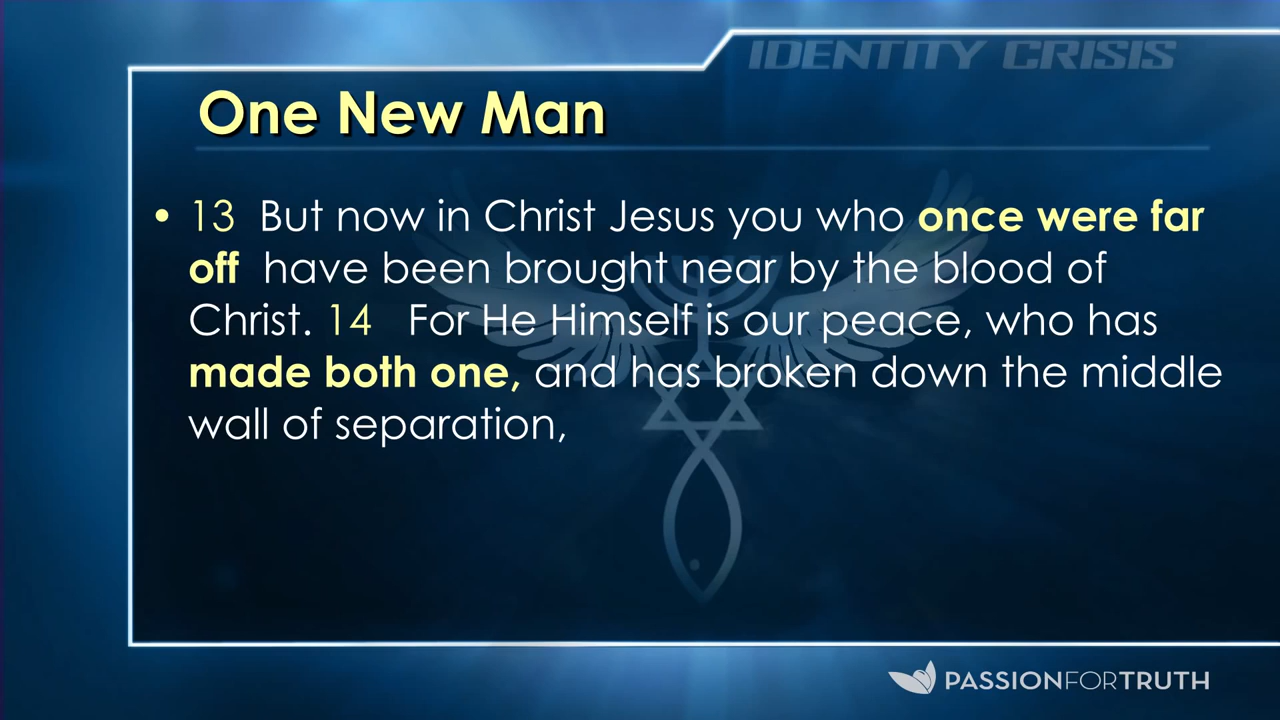 IDENTITY CRISIS
One New Man
• 13 But now in Christ Jesus you who once were far
off have been brought near by the blood of
Christ. 14 For He Himself is our peace, who has
made both one, and has broken down the middle
wall of separation,
PASSIONFORTRUTH